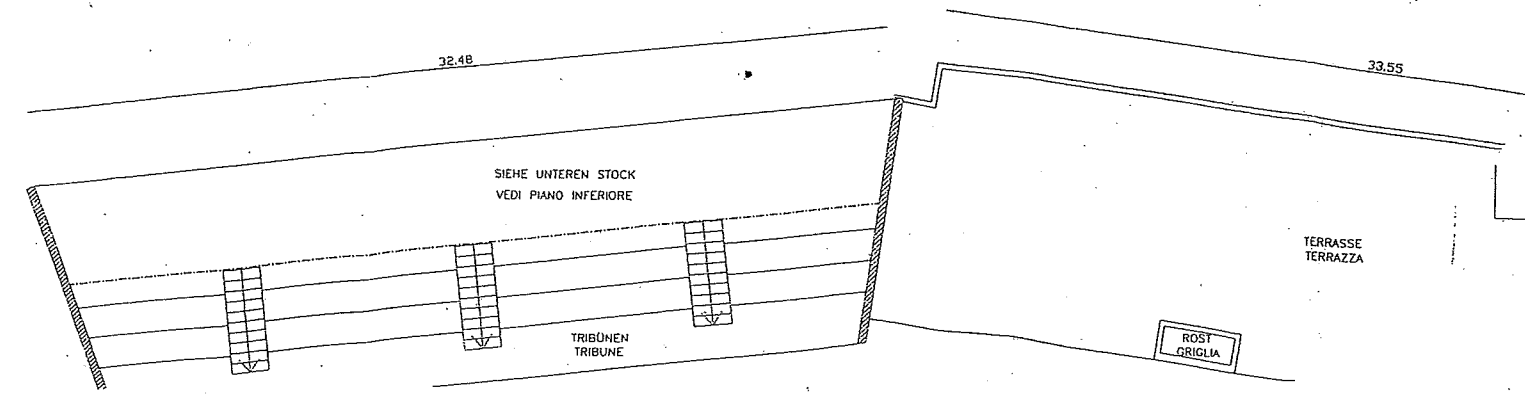 32.48
33.55
SIEHE UNTEREN STOCK
VEDI PIANO INFERIORE
TERRASSE
TERRAZZA
TRIBÜNEN
TRIBUNE
ROST
GRIGLIA